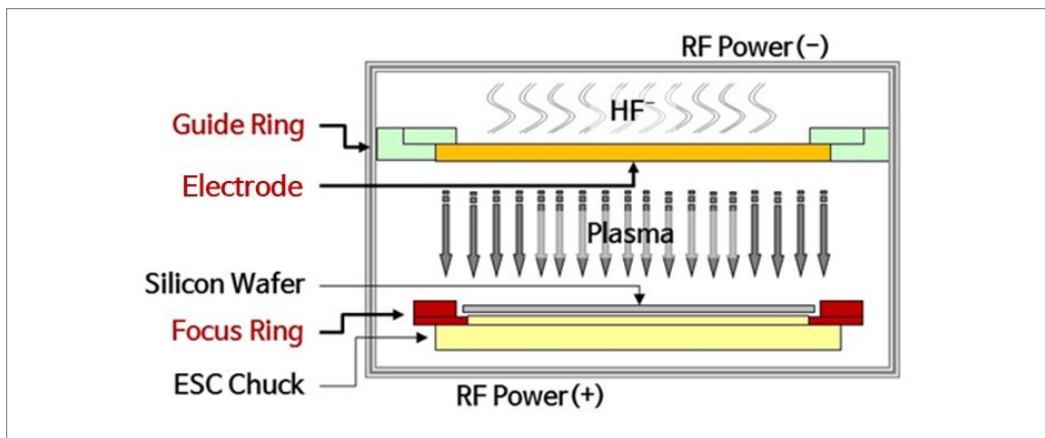 RF Power(-)
HF⁻
Guide Ring
Electrode
Plasma
Silicon Wafer
Focus Ring
ESC Chuck
RF Power(+)